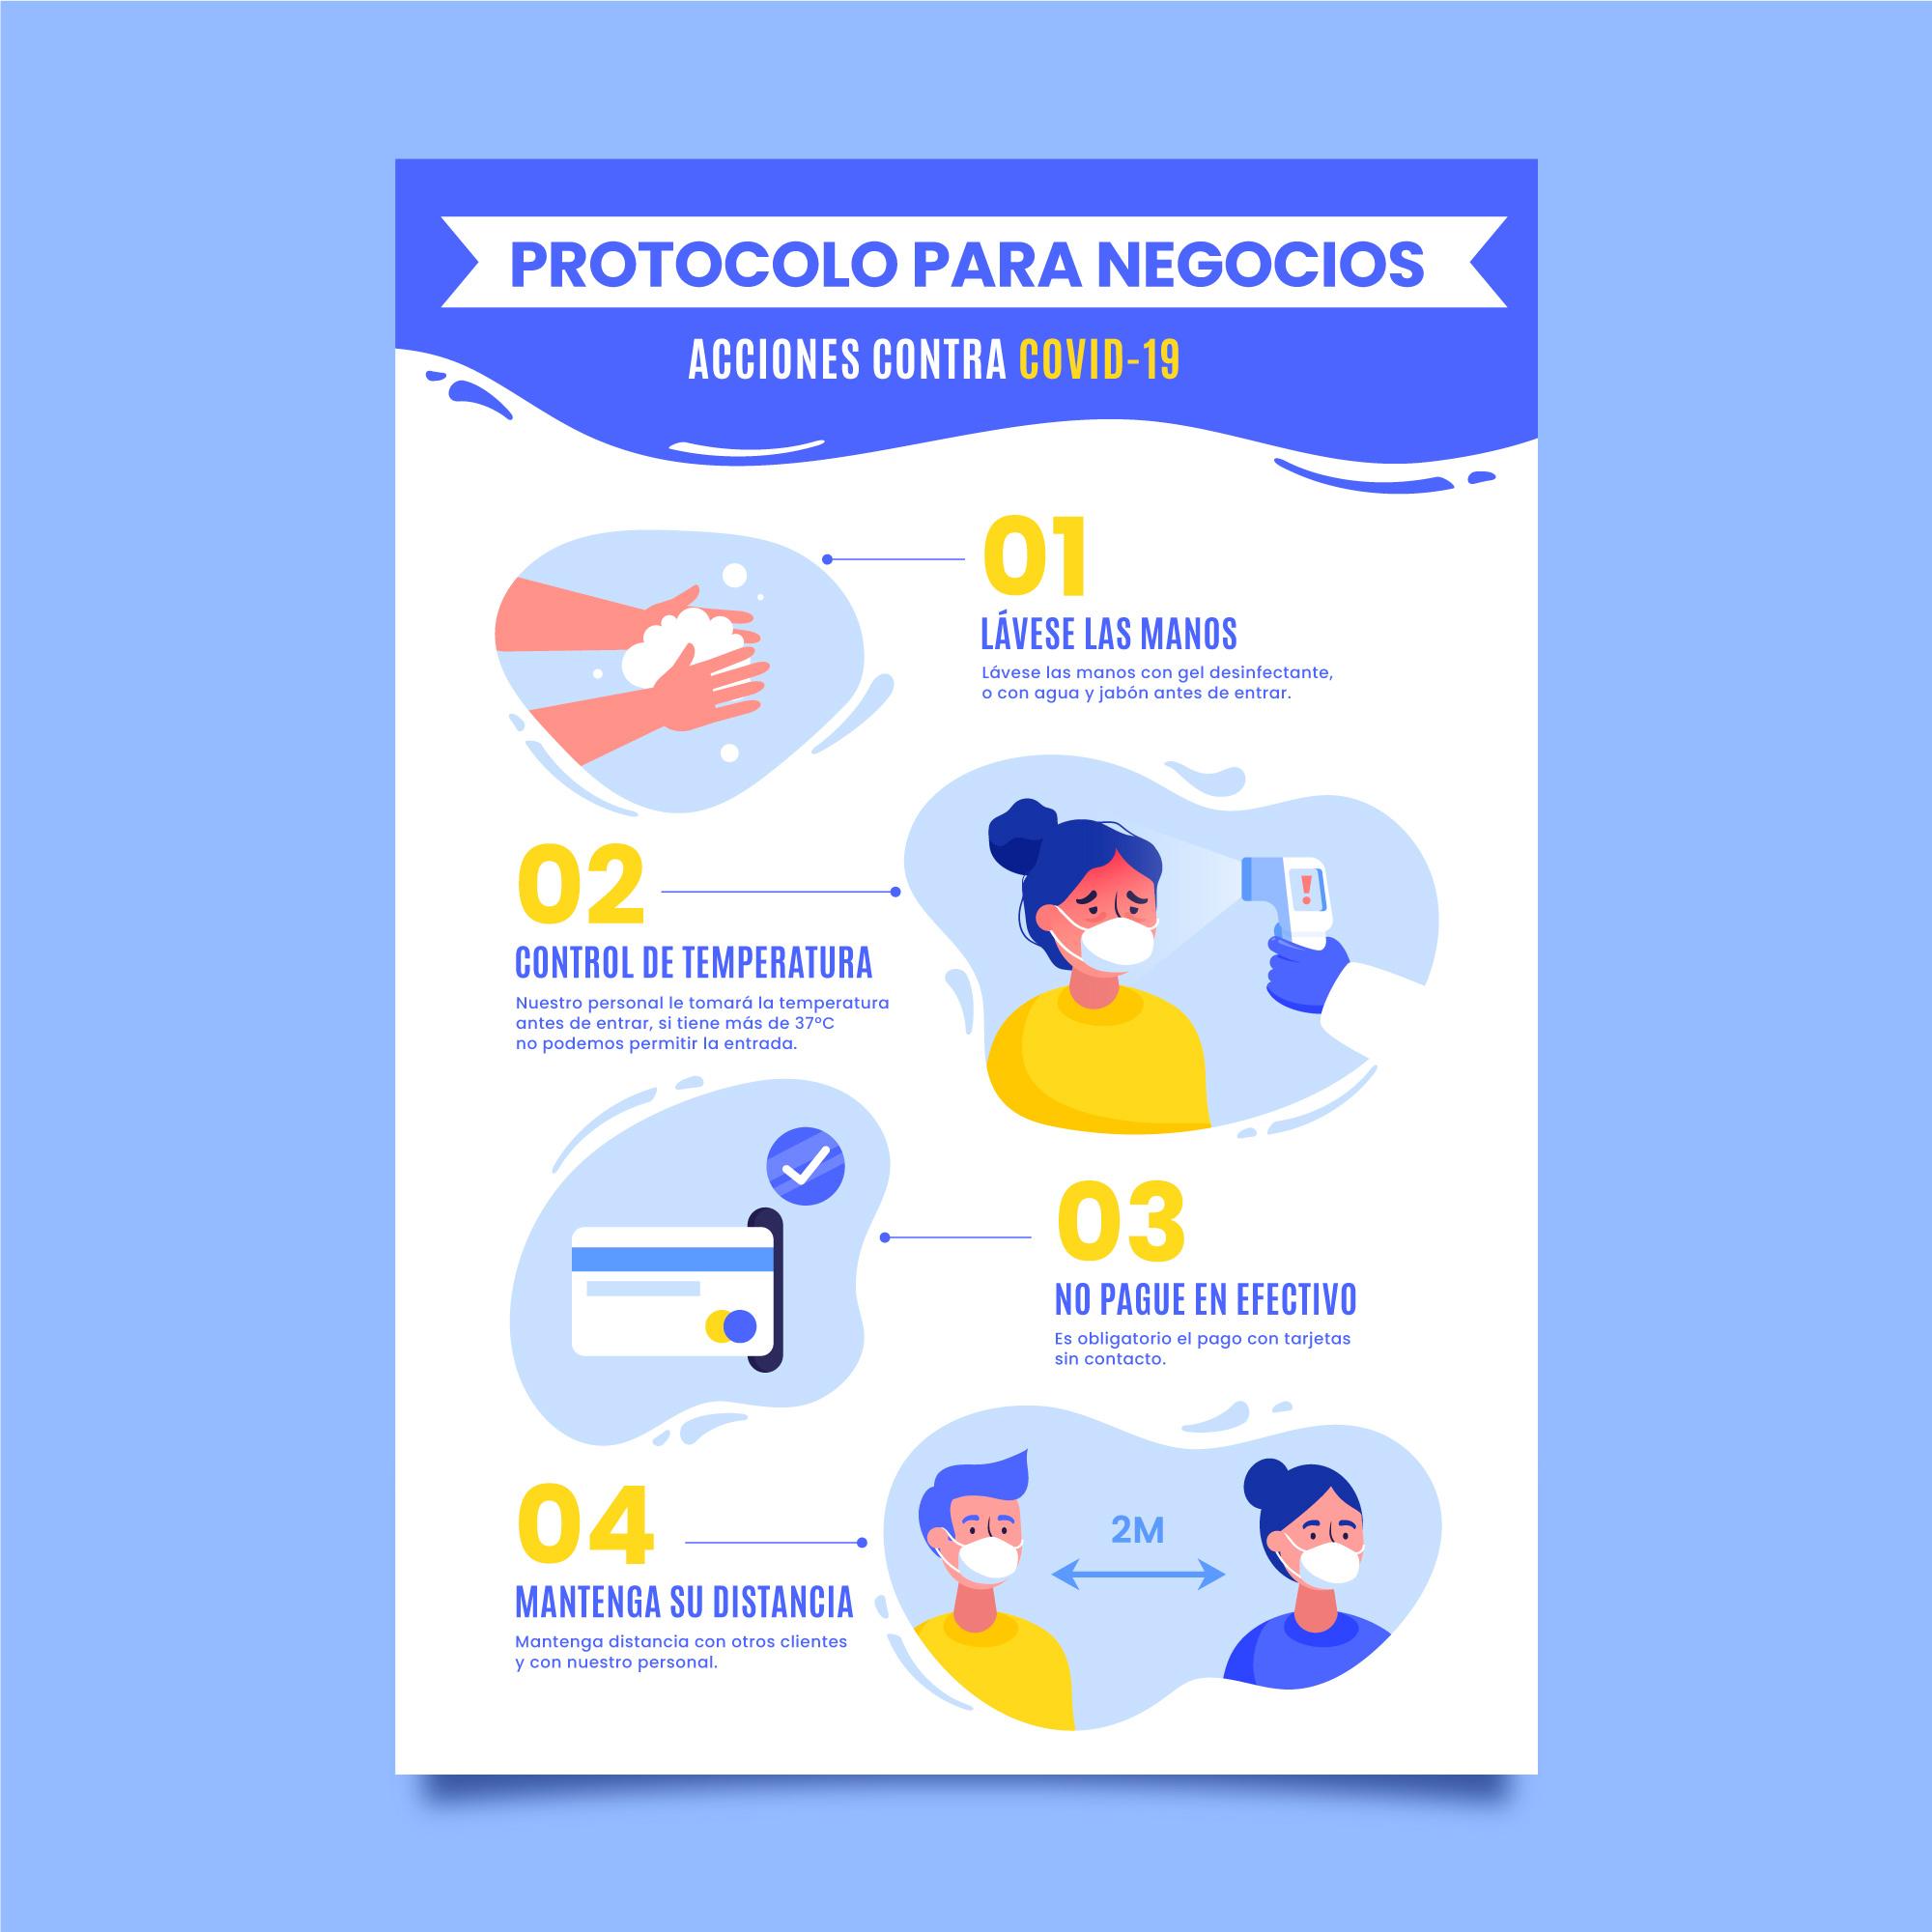 PROTOCOLO PARA NEGOCIOS
ACCIONES CONTRA COVID-19
01
LÁVESE LAS MANOS
Lávese las manos con gel desinfectante,
o con agua y jabón antes de entrar.
02
CONTROL DE TEMPERATURA
Nuestro personal le tomará la temperatura
antes de entrar, si tiene más de 37ºC
no podemos permitir la entrada.
!
03
NO PAGUE EN EFECTIVO
Es obligatorio el pago con tarjetas
sin contacto.
04
MANTENGA SU DISTANCIA
Mantenga distancia con otros clientes
y con nuestro personal.
2M